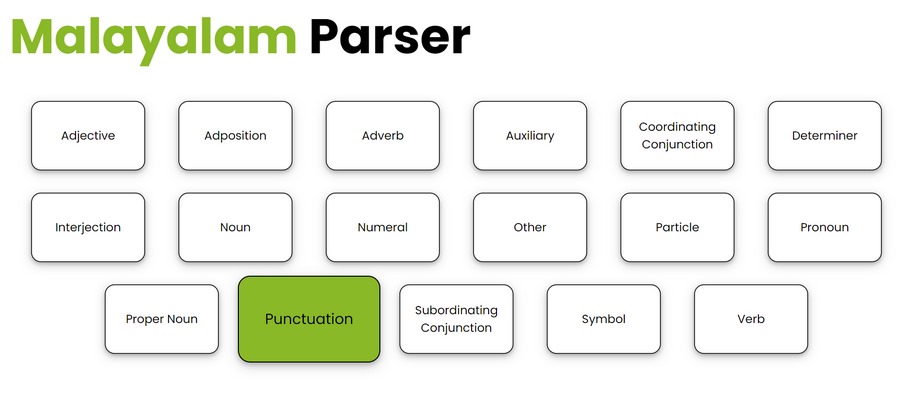 Malayalam Parser
Adjective
Adposition
Adverb
Auxiliary
Coordinating
Conjunction
Determiner
Interjection
Noun
Numeral
Other
Particle
Pronoun
Proper Noun
Punctuation
Subordinating
Conjunction
Symbol
Verb